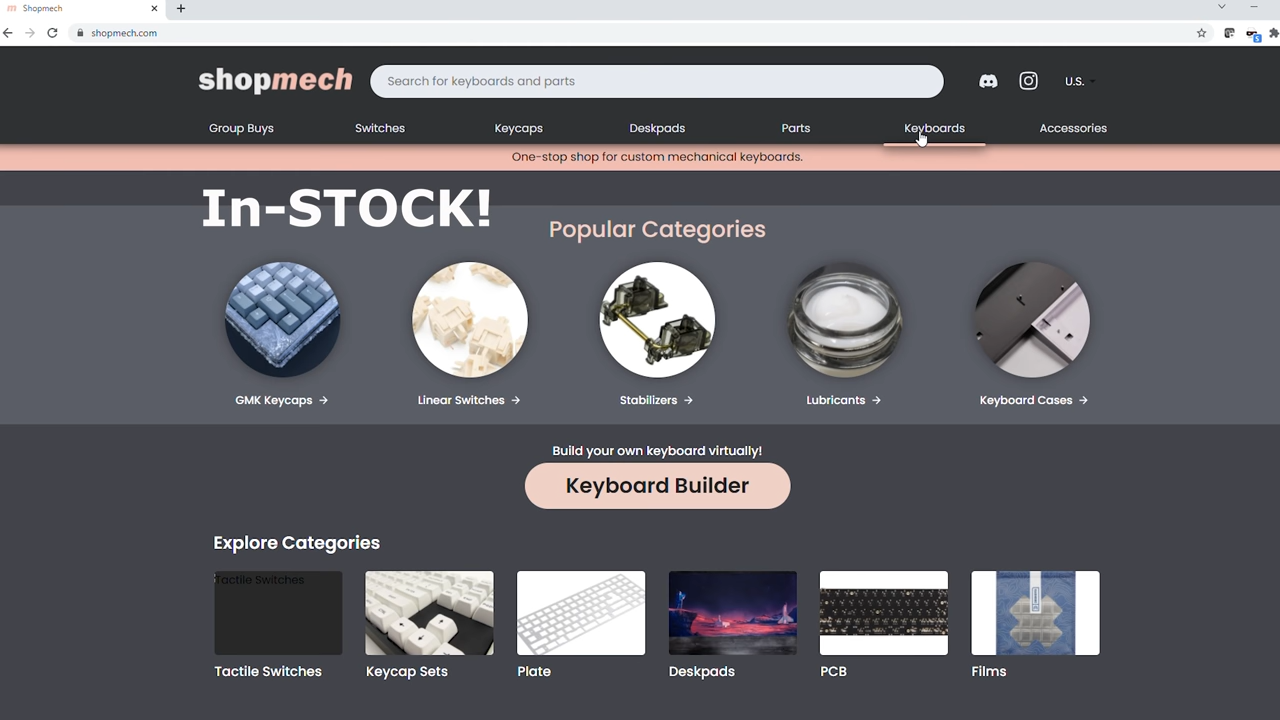 Shopmech
shopmech.com
shopmech
Search for keyboards and parts
U.S.
Group Buys
Switches
Keycaps
Deskpads
Parts
Keyboards
Accessories
One-stop shop for custom mechanical keyboards.
In-STOCK!
Popular Categories
GMK Keycaps →
Linear Switches →
Stabilizers →
Lubricants →
Keyboard Cases →
Build your own keyboard virtually!
Keyboard Builder
Explore Categories
Tactile Switches
Tactile Switches
Keycap Sets
Plate
Deskpads
PCB
Films